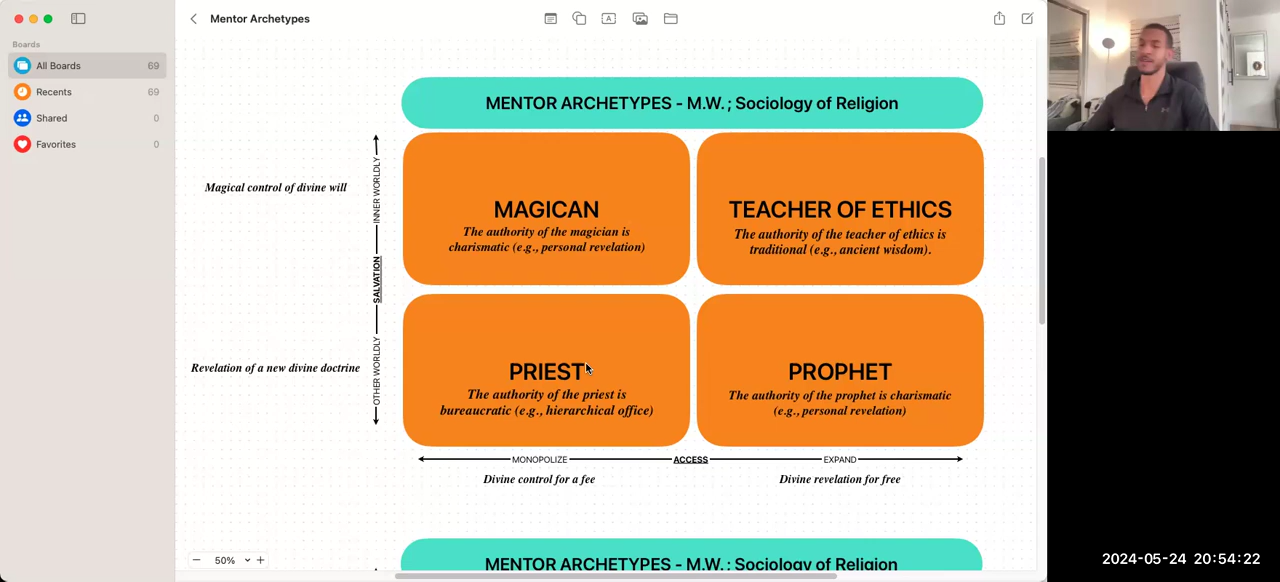 Mentor Archetypes
Boards
All Boards 69
Recents 69
Shared 0
Favorites 0
MENTOR ARCHETYPES - M.W. ; Sociology of Religion
Magical control of divine will
INNER WORLDLY
SALVATION
OTHER WORLDLY
Revelation of a new divine doctrine
MAGICAN
The authority of the magician is
charismatic (e.g., personal revelation)
TEACHER OF ETHICS
The authority of the teacher of ethics is
traditional (e.g., ancient wisdom).
PRIEST
The authority of the priest is
bureaucratic (e.g., hierarchical office)
PROPHET
The authority of the prophet is charismatic
(e.g., personal revelation)
MONOPOLIZE ACCESS EXPAND
Divine control for a fee
Divine revelation for free
MENTOR ARCHETYPES - M.W. ; Sociology of Religion
50%
2024-05-24 20:54:22